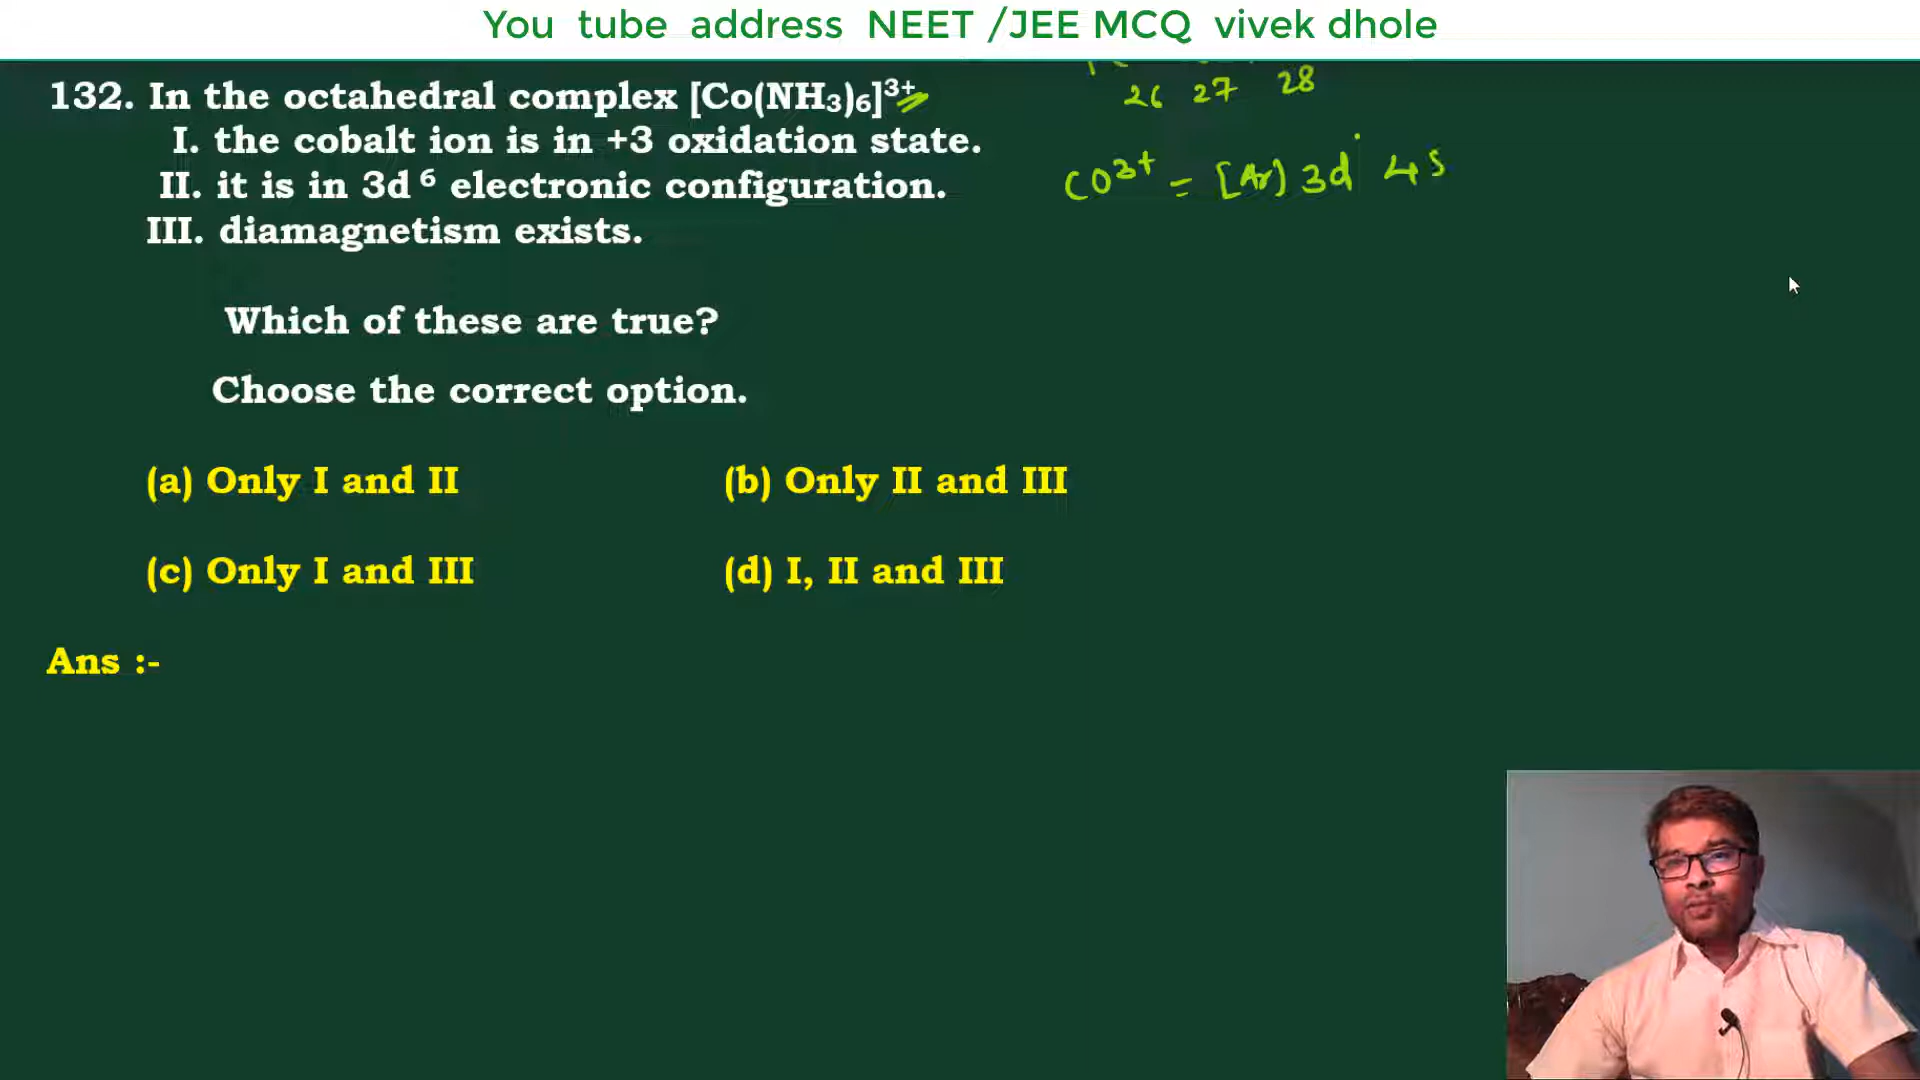 You tube address NEET /JEE MCQ vivek dhole
132. In the octahedral complex [Co(NH₃)₆]³⁺
I. the cobalt ion is in +3 oxidation state.
II. it is in 3d ⁶ electronic configuration.
III. diamagnetism exists.
Which of these are true?
Choose the correct option.
(a) Only I and II (b) Only II and III
(c) Only I and III (d) I, II and III
Ans :-
26 27 28
CO³⁺ = [Ar] 3d 4s